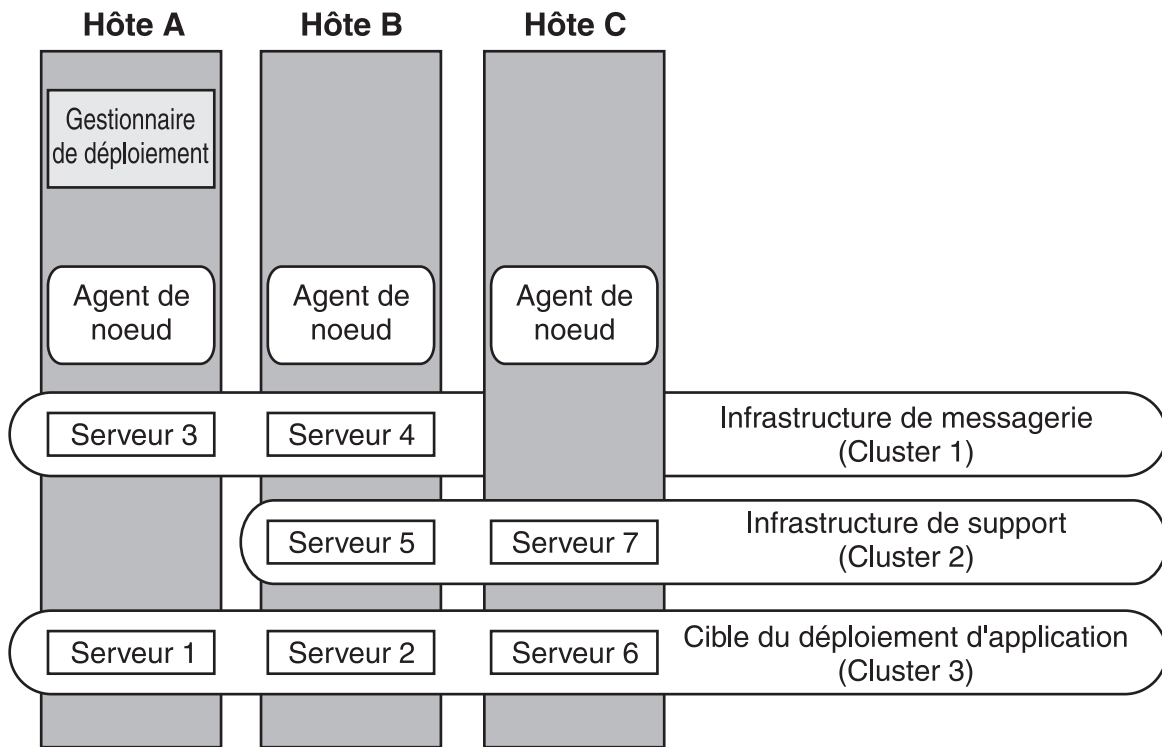 Hôte A
Hôte B
Hôte C
Gestionnaire
de déploiement
Agent de
noeud
Agent de
noeud
Agent de
noeud
Serveur 3
Serveur 4
Infrastructure de messagerie
(Cluster 1)
Serveur 5
Serveur 7
Infrastructure de support
(Cluster 2)
Serveur 1
Serveur 2
Serveur 6
Cible du déploiement d'application
(Cluster 3)